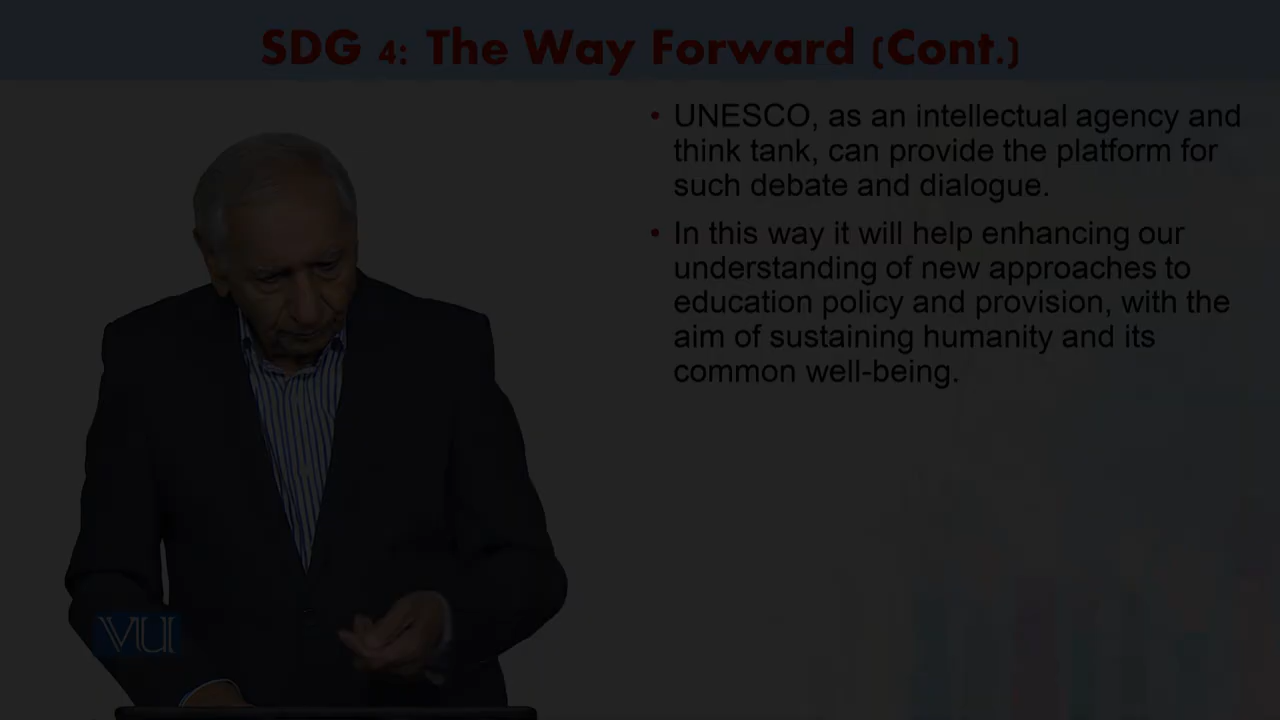 SDG 4: The Way Forward (Cont.)
• UNESCO, as an intellectual agency and
think tank, can provide the platform for
such debate and dialogue.
• In this way it will help enhancing our
understanding of new approaches to
education policy and provision, with the
aim of sustaining humanity and its
common well-being.
VU